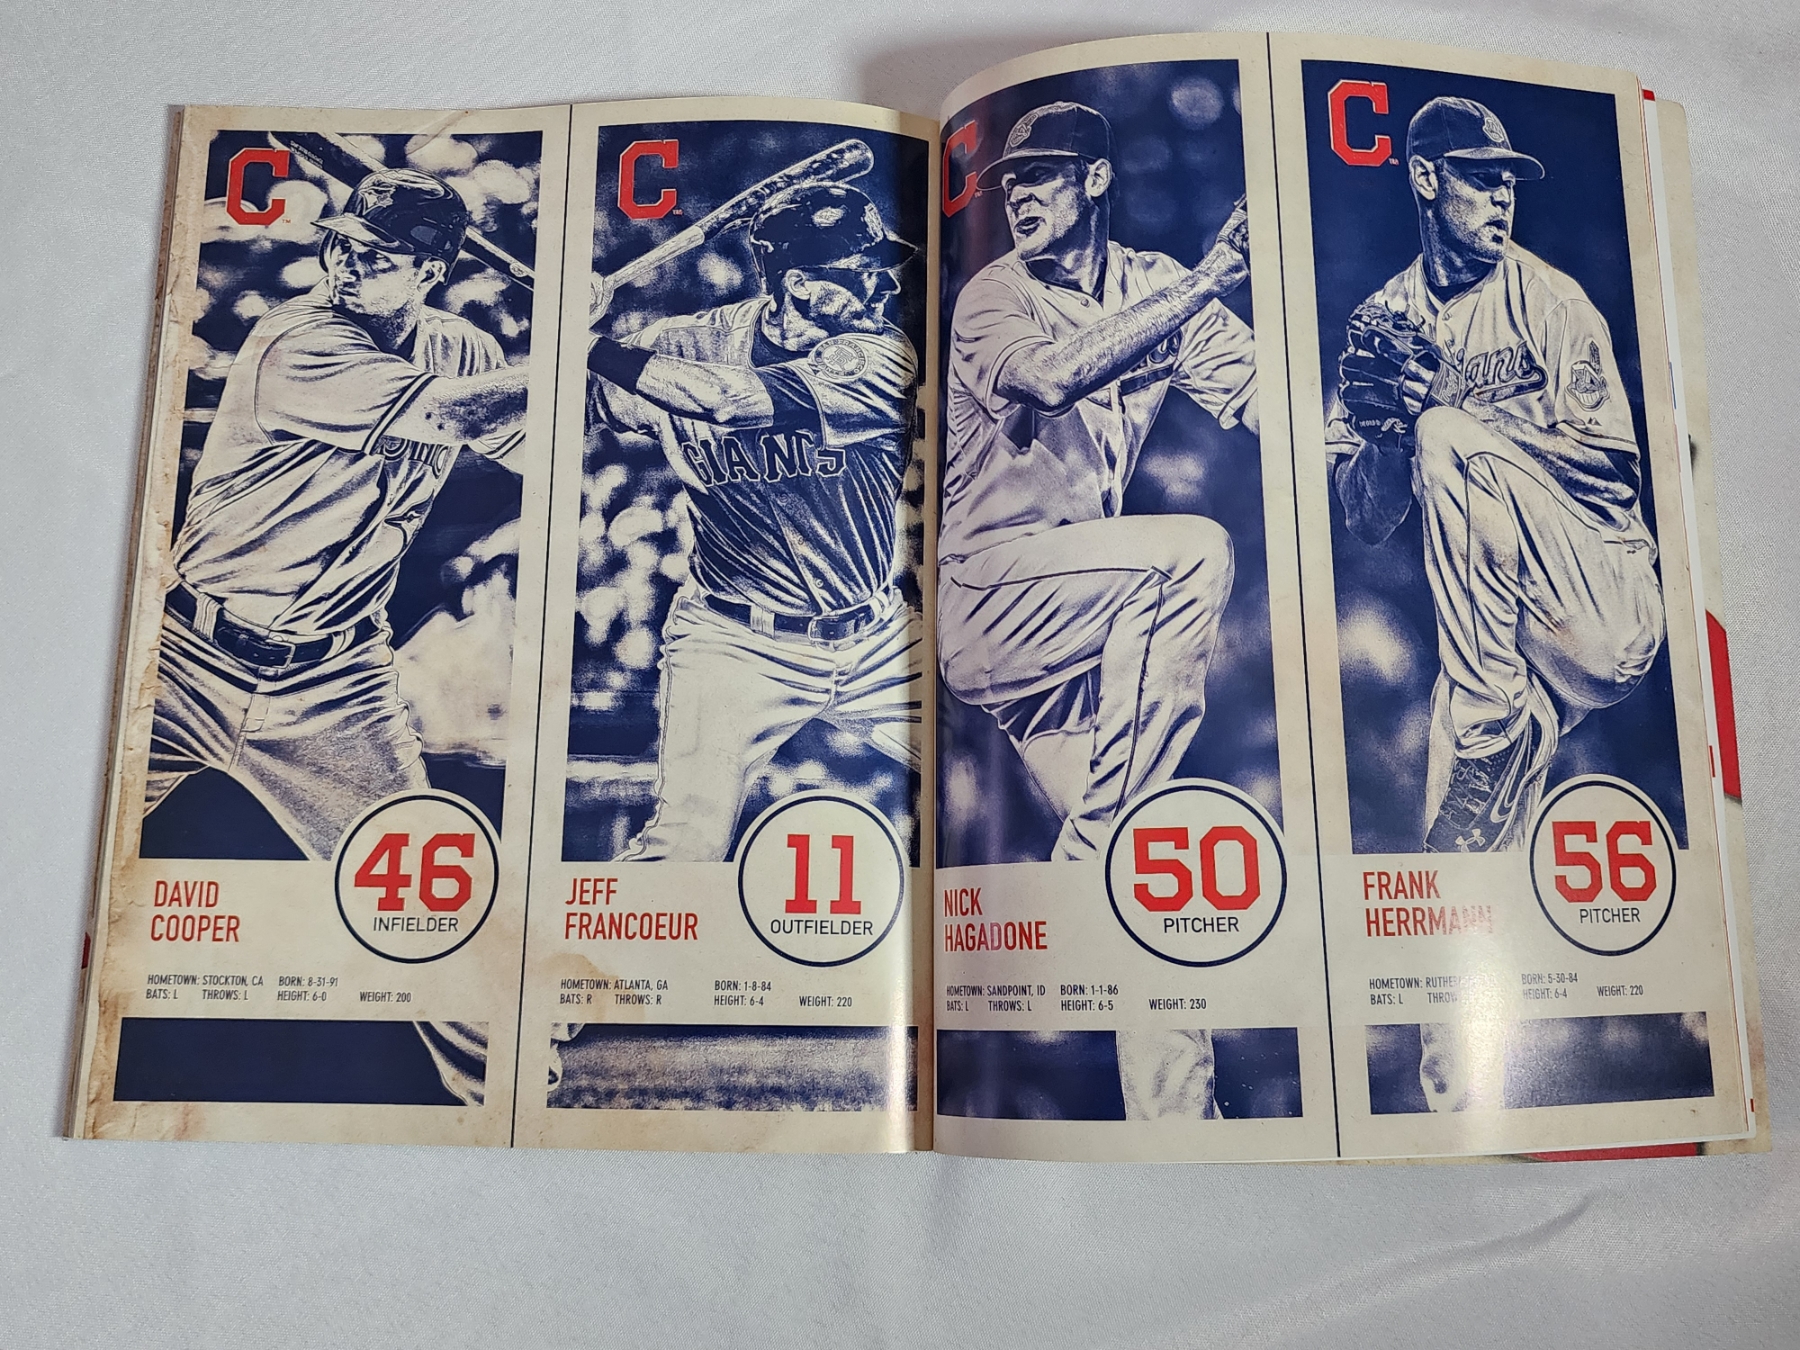 C
DAVID
COOPER
46
INFIELDER
HOMETOWN: STOCKTON, CA BORN: 8-31-91
BATS: L THROWS: L HEIGHT: 6-0 WEIGHT: 200
C
GIANTS
JEFF
FRANCOEUR
11
OUTFIELDER
HOMETOWN: ATLANTA, GA BORN: 1-8-84
BATS: R THROWS: R HEIGHT: 6-4 WEIGHT: 220
C
NICK
HAGADONE
50
PITCHER
HOMETOWN: SANDPOINT, ID BORN: 1-1-86
BATS: L THROWS: L HEIGHT: 6-5 WEIGHT: 230
C
FRANK
HERRMANN
56
PITCHER
HOMETOWN: BORN: 5-30-84
BATS: L HEIGHT: 6-4 WEIGHT: 220